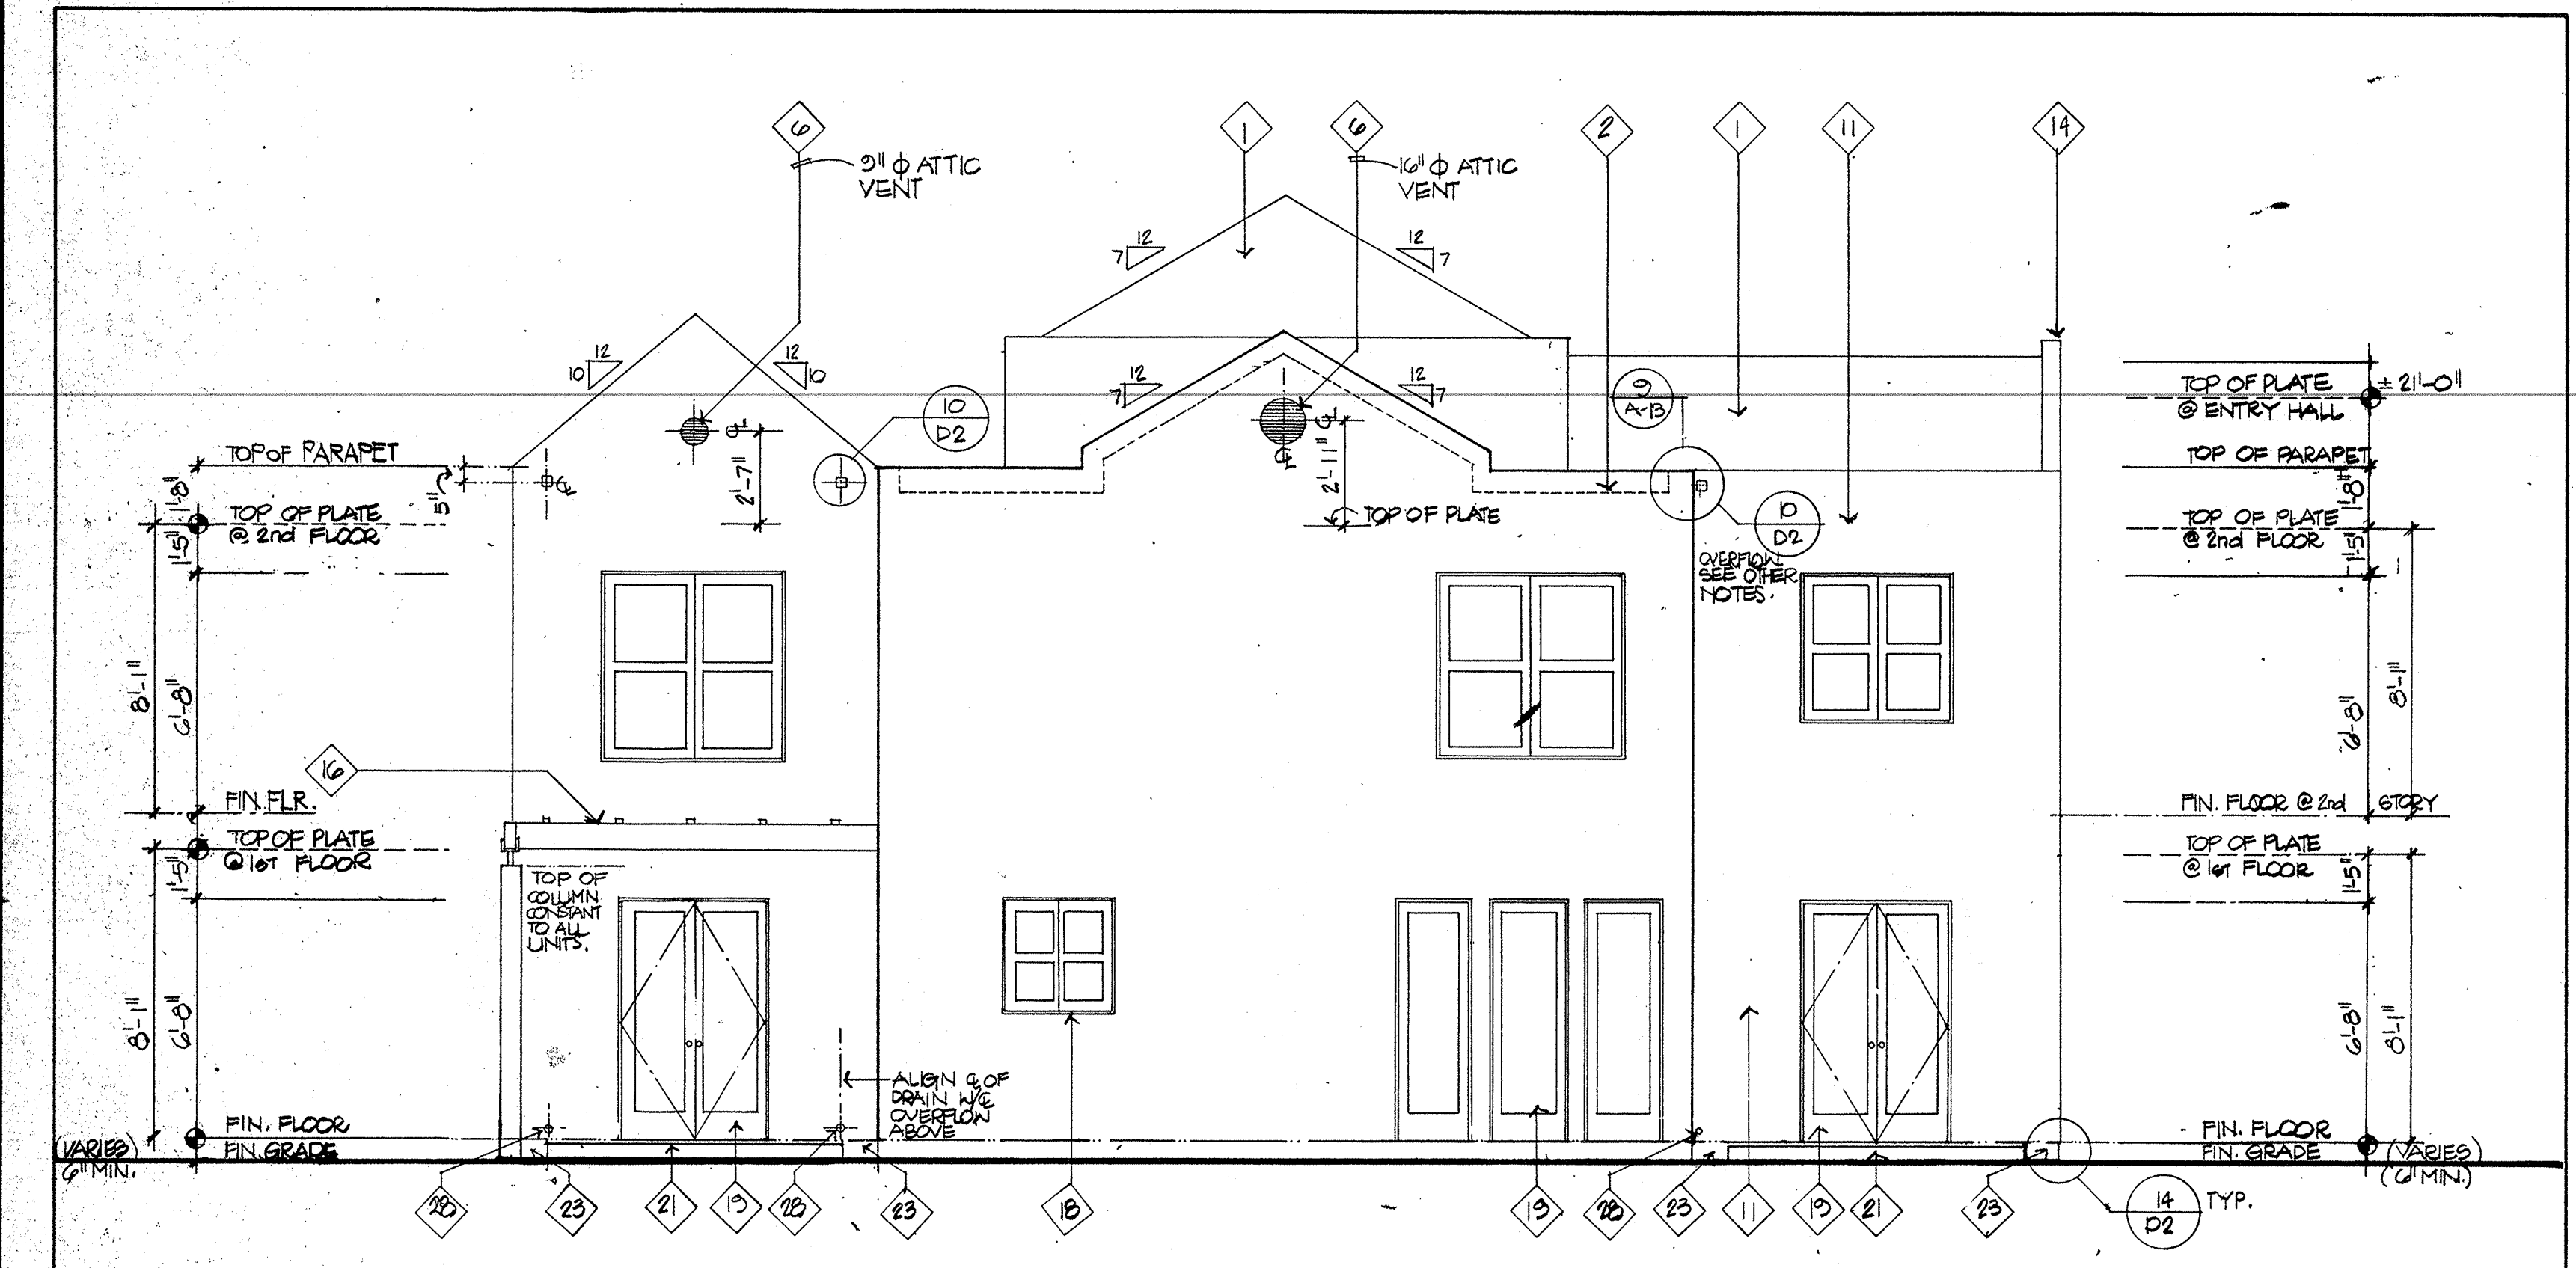 6
1
6
2
1
11
14
9" ⌀ ATTIC
VENT
16" ⌀ ATTIC
VENT
12
7
12
7
12
10
12
10
12
7
12
7
9
A-13
10
D2
TOP OF PLATE
@ ENTRY HALL
± 21'-0"
TOP OF PARAPET
TOP OF PARAPET
5"
1'-8"
1'-8"
2'-7"
2'-11"
℄
℄
℄
℄
TOP OF PLATE
TOP OF PLATE
@ 2nd FLOOR
1'-5"
10
D2
TOP OF PLATE
@ 2nd FLOOR
1'-5"
OVERFLOW
SEE OTHER
NOTES.
8'-1"
6'-8"
6'-8"
8'-1"
16
FIN. FLR.
FIN. FLOOR @ 2nd STORY
TOP OF PLATE
@ 1ST FLOOR
1'-5"
TOP OF PLATE
@ 1ST FLOOR
1'-5"
TOP OF
COLUMN
CONSTANT
TO ALL
UNITS.
8'-1"
6'-8"
6'-8"
8'-1"
ALIGN ℄ OF
DRAIN W/℄
OVERFLOW
ABOVE
FIN. FLOOR
FIN. GRADE
(VARIES)
6" MIN.
FIN. FLOOR
FIN. GRADE
(VARIES)
(6" MIN.)
28
23
21
19
28
23
18
19
28
23
11
19
21
23
14
D2
TYP.